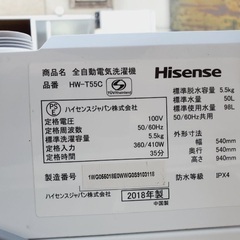 商品名 全自動電気洗濯機
品番 HW-T55C
Hisense
PSE
ハイセンスジャパン株式会社
定格電圧 100V
定格周波数 50/60Hz
定格容量 5.5kg
定格消費電力 360/410W
定格時間 35分
標準脱水容量 5.5kg
標準水量 50L
標準使用水量 98L
50/60Hz共用
外形寸法
幅 540mm
奥行 540mm
高さ 940mm
製造番号
防水等級 IPX4
ハイセンスジャパン株式会社
2018年製
中国製